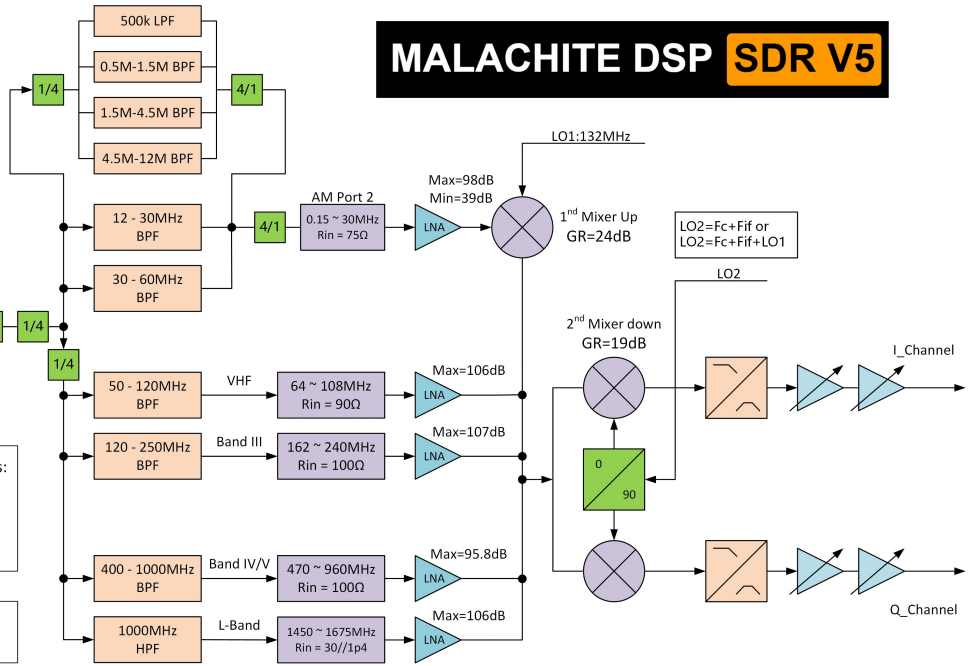 MALACHITE DSP SDR V5
500k LPF
0.5M-1.5M BPF
1/4
4/1
1.5M-4.5M BPF
4.5M-12M BPF
LO1:132MHz
AM Port 2
Max=98dB
Min=39dB
12 - 30MHz
BPF
4/1
0.15 ~ 30MHz
Rin = 75Ω
LNA
1nd Mixer Up
GR=24dB
LO2=Fc+Fif or
LO2=Fc+Fif+LO1
30 - 60MHz
BPF
LO2
1/4
1/4
2nd Mixer down
GR=19dB
I_Channel
50 - 120MHz
BPF
VHF
64 ~ 108MHz
Rin = 90Ω
Max=106dB
LNA
120 - 250MHz
BPF
Band III
162 ~ 240MHz
Rin = 100Ω
Max=107dB
LNA
s:
0
90
400 - 1000MHz
BPF
Band IV/V
470 ~ 960MHz
Rin = 100Ω
Max=95.8dB
LNA
1000MHz
HPF
L-Band
1450 ~ 1675MHz
Rin = 30//1p4
Max=106dB
LNA
Q_Channel